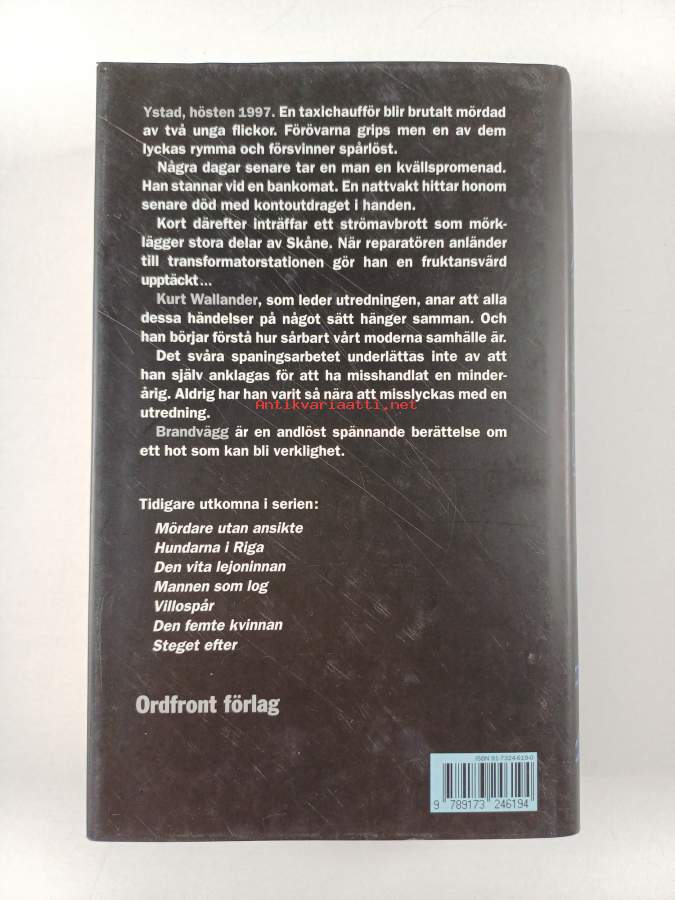 Ystad, hösten 1997. En taxichaufför blir brutalt mördad
av två unga flickor. Förövarna grips men en av dem
lyckas rymma och försvinner spårlöst.
Några dagar senare tar en man en kvällspromenad.
Han stannar vid en bankomat. En nattvakt hittar honom
senare död med kontoutdraget i handen.
Kort därefter inträffar ett strömavbrott som mörk-
lägger stora delar av Skåne. När reparatören anländer
till transformatorstationen gör han en fruktansvärd
upptäckt...
Kurt Wallander, som leder utredningen, anar att alla
dessa händelser på något sätt hänger samman. Och
han börjar förstå hur sårbart vårt moderna samhälle är.
Det svåra spaningsarbetet underlättas inte av att
han själv anklagas för att ha misshandlat en minder-
årig. Aldrig har han varit så nära att misslyckas med en
utredning.
Antikvariaatti.net
Brandvägg är en andlöst spännande berättelse om
ett hot som kan bli verklighet.
Tidigare utkomna i serien:
Mördare utan ansikte
Hundarna i Riga
Den vita lejoninnan
Mannen som log
Villospår
Den femte kvinnan
Steget efter
Ordfront förlag
ISBN 91-7324-619-0
9 789173 246194